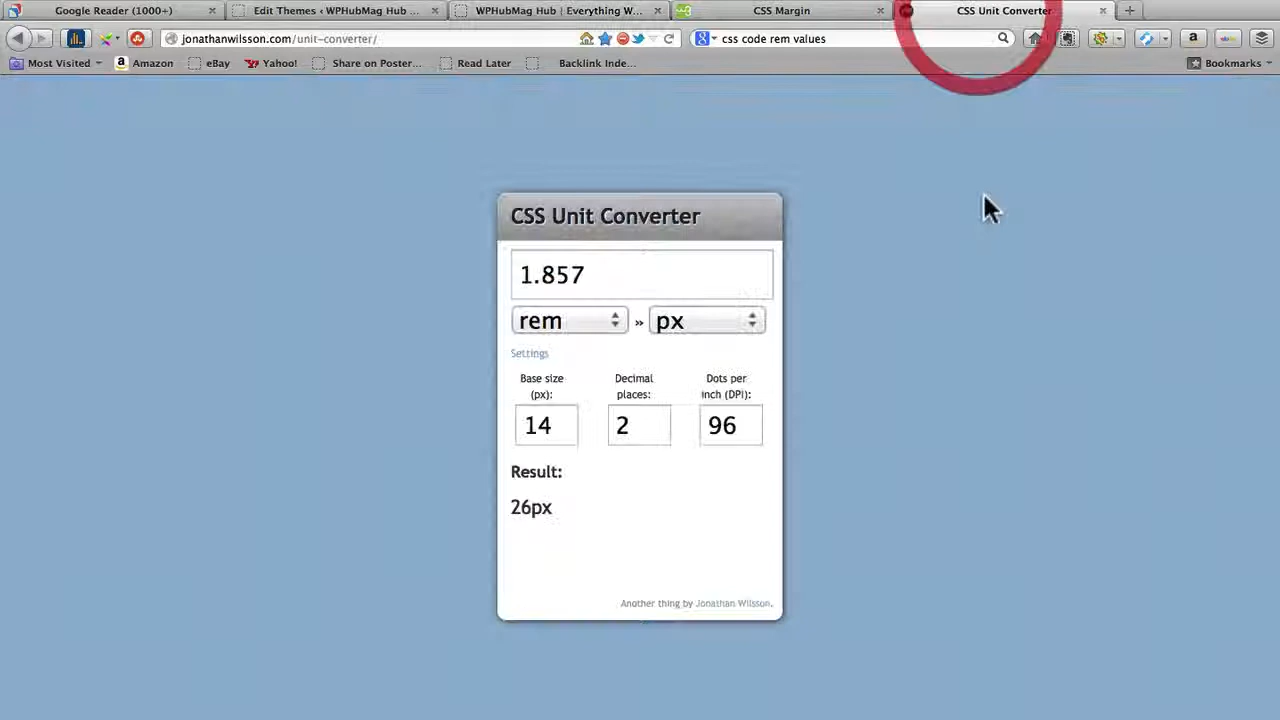 Google Reader (1000+)
Edit Themes ‹ WPHubMag Hub ...
WPHubMag Hub | Everything W...
CSS Margin
CSS Unit Converter
jonathanwilsson.com/unit-converter/
css code rem values
Most Visited
Amazon
eBay
Yahoo!
Share on Poster...
Read Later
Backlink Inde...
Bookmarks
CSS Unit Converter
1.857
rem » px
Settings
Base size Decimal Dots per
(px): places: inch (DPI):
14 2 96
Result:
26px
Another thing by Jonathan Wilsson.